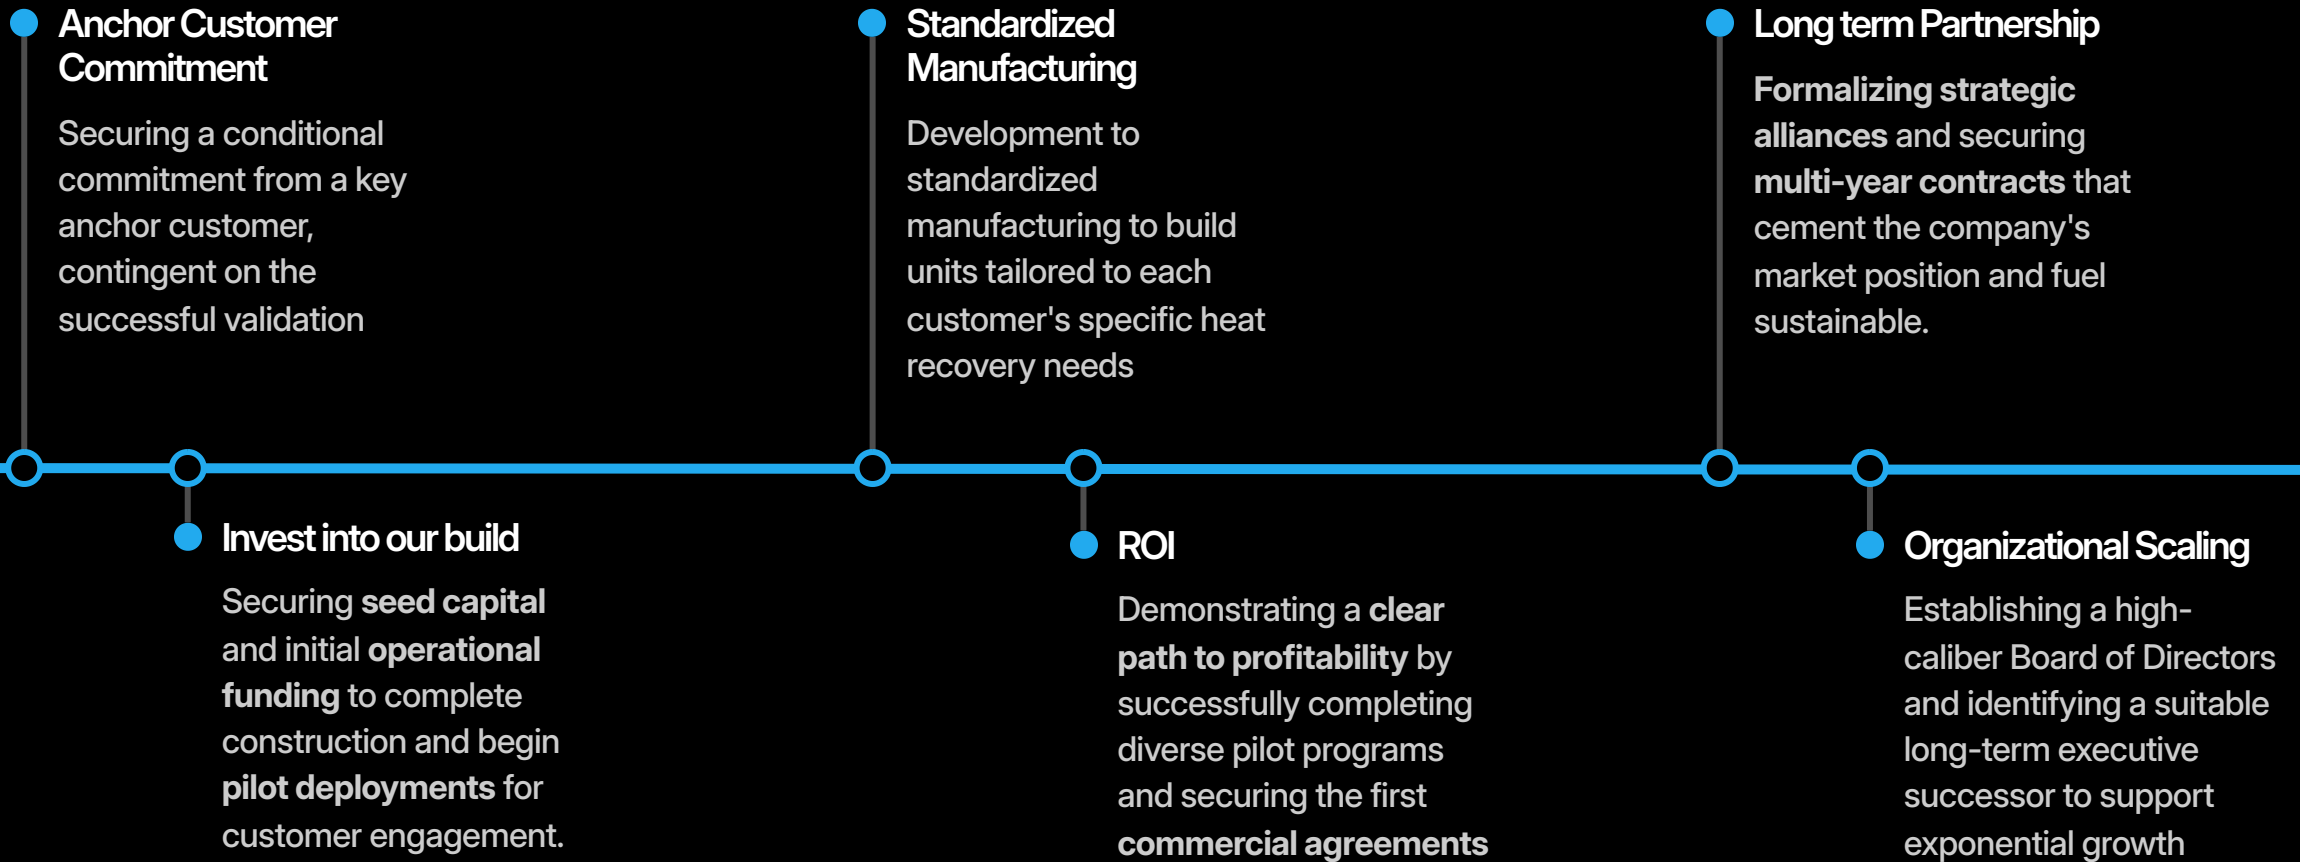 Anchor Customer
Commitment
Securing a conditional
commitment from a key
anchor customer,
contingent on the
successful validation
Standardized
Manufacturing
Development to
standardized
manufacturing to build
units tailored to each
customer's specific heat
recovery needs
Long term Partnership
Formalizing strategic
alliances and securing
multi-year contracts that
cement the company's
market position and fuel
sustainable.
Invest into our build
Securing seed capital
and initial operational
funding to complete
construction and begin
pilot deployments for
customer engagement.
ROI
Demonstrating a clear
path to profitability by
successfully completing
diverse pilot programs
and securing the first
commercial agreements
Organizational Scaling
Establishing a high-
caliber Board of Directors
and identifying a suitable
long-term executive
successor to support
exponential growth